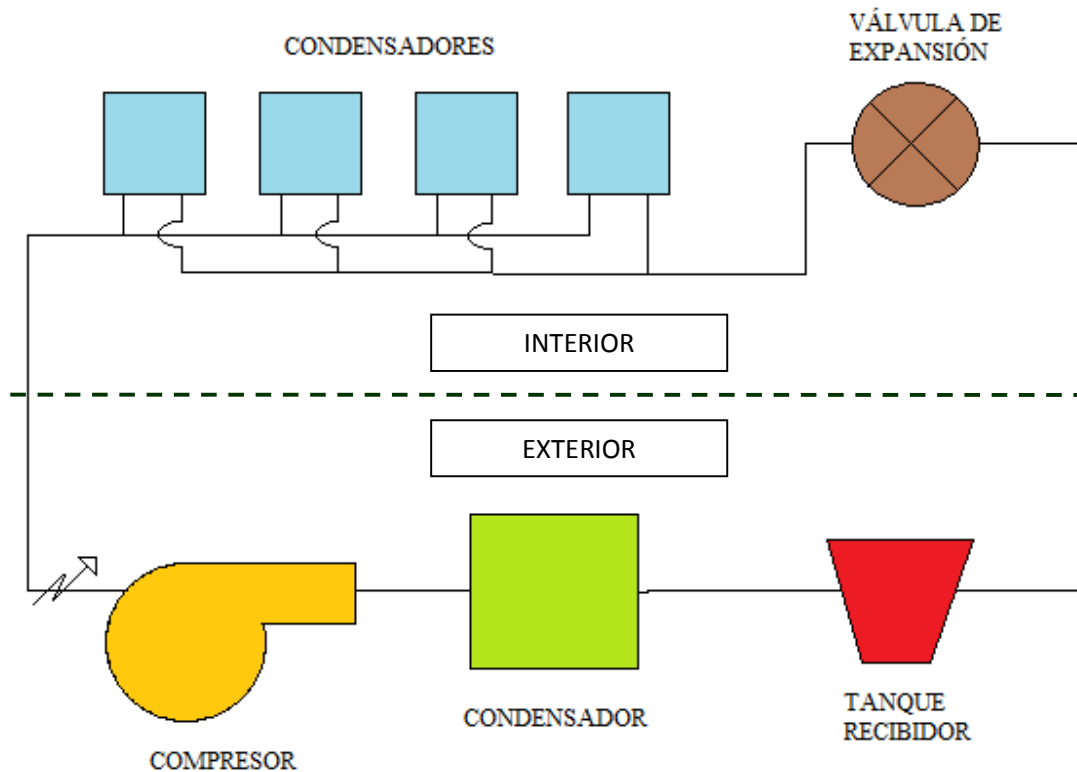 CONDENSADORES
VÁLVULA DE
EXPANSIÓN
INTERIOR
EXTERIOR
CONDENSADOR
TANQUE
RECIBIDOR
COMPRESOR